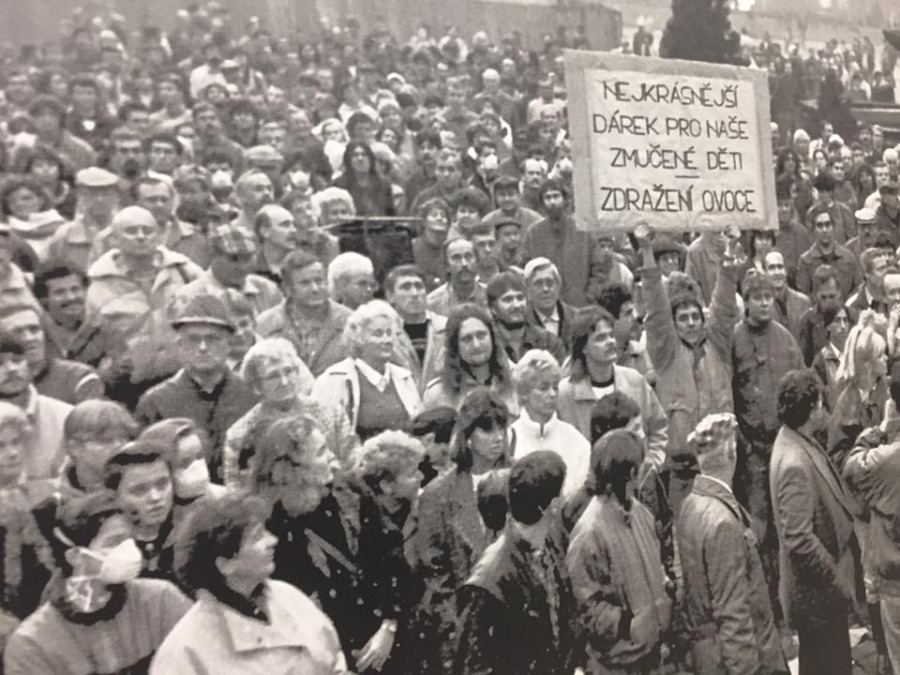 NEJKRÁSNĚJŠÍ
DÁREK PRO NAŠE
ZMUČENÉ DĚTI
ZDRAŽENÍ OVOCE